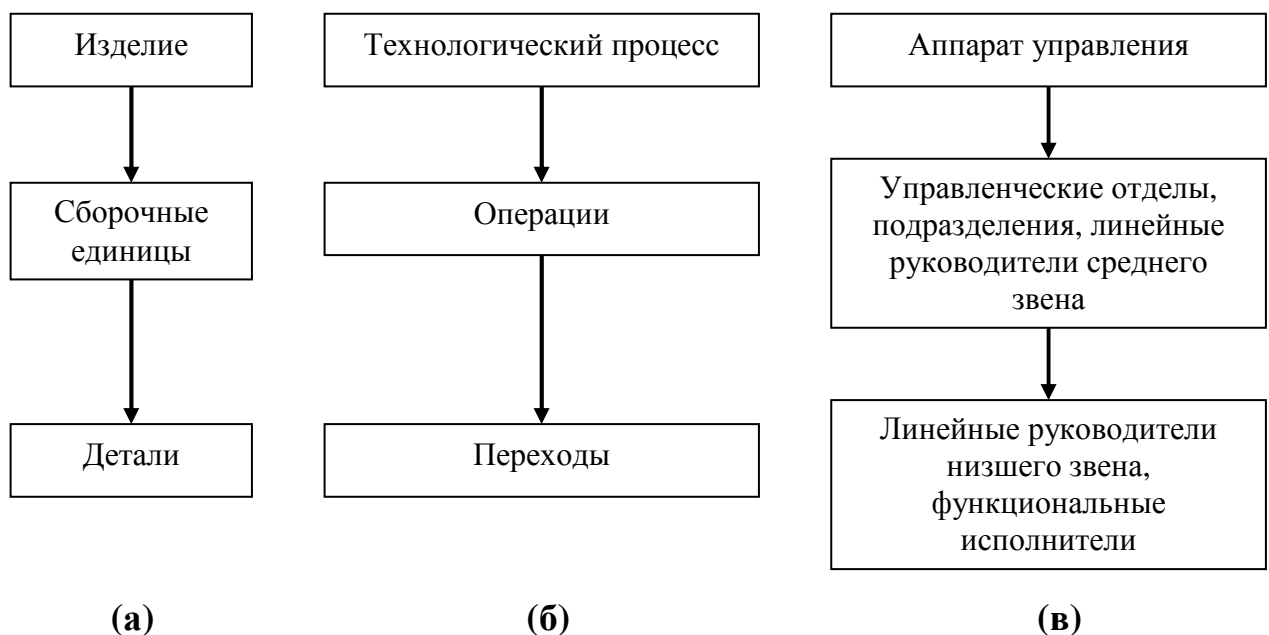 Изделие
Сборочные
единицы
Детали
(а)
Технологический процесс
Операции
Переходы
(б)
Аппарат управления
Управленческие отделы,
подразделения, линейные
руководители среднего
звена
Линейные руководители
низшего звена,
функциональные
исполнители
(в)